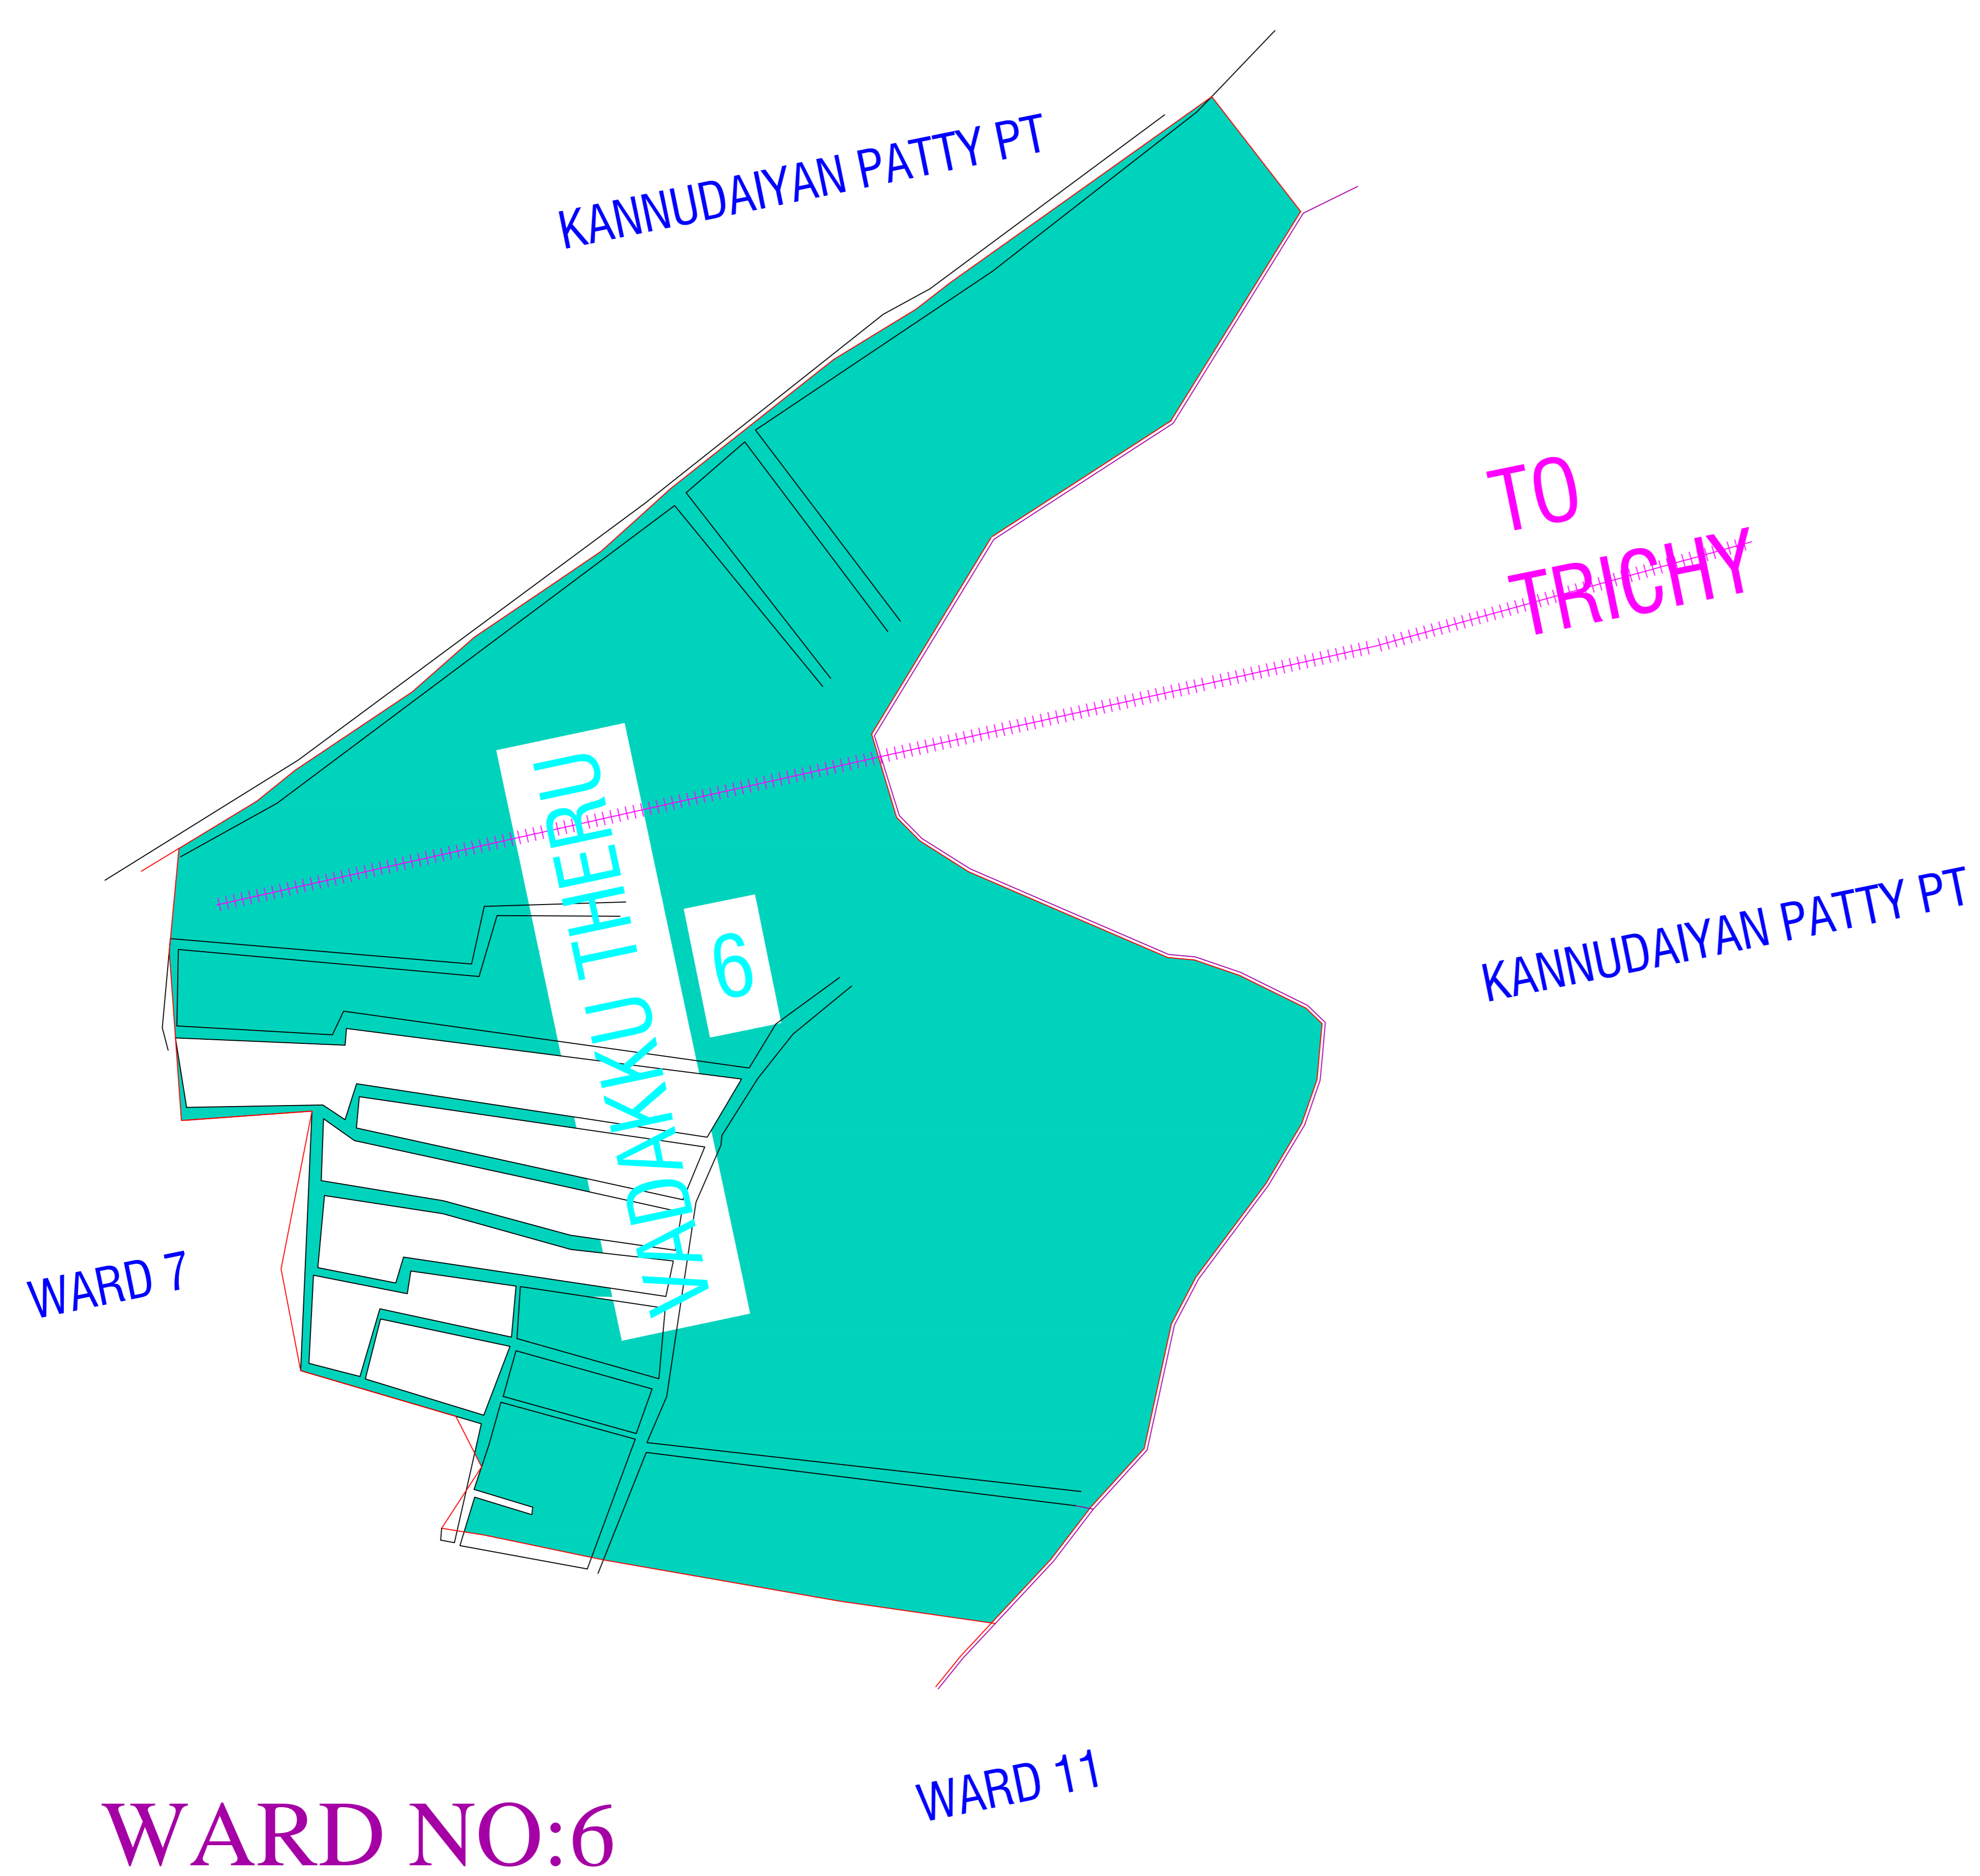 KANNUDAIYAN PATTY PT
TO
TRICHY
VADAKKU THERU
6
KANNUDAIYAN PATTY PT
WARD 7
WARD 11
WARD NO:6